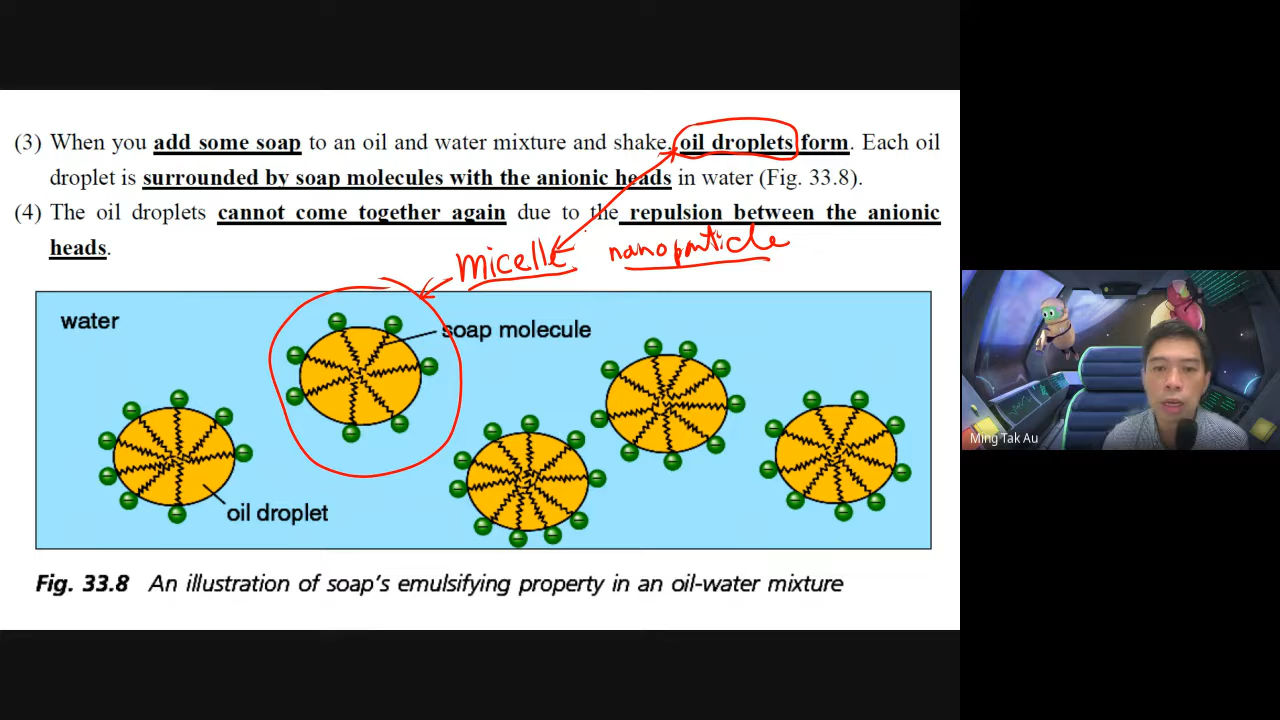 (3) When you add some soap to an oil and water mixture and shake, oil droplets form. Each oil
droplet is surrounded by soap molecules with the anionic heads in water (Fig. 33.8).
(4) The oil droplets cannot come together again due to the repulsion between the anionic
heads.
micelle nanoparticle
water
soap molecule
oil droplet
Fig. 33.8 An illustration of soap's emulsifying property in an oil-water mixture
Ming Tak Au